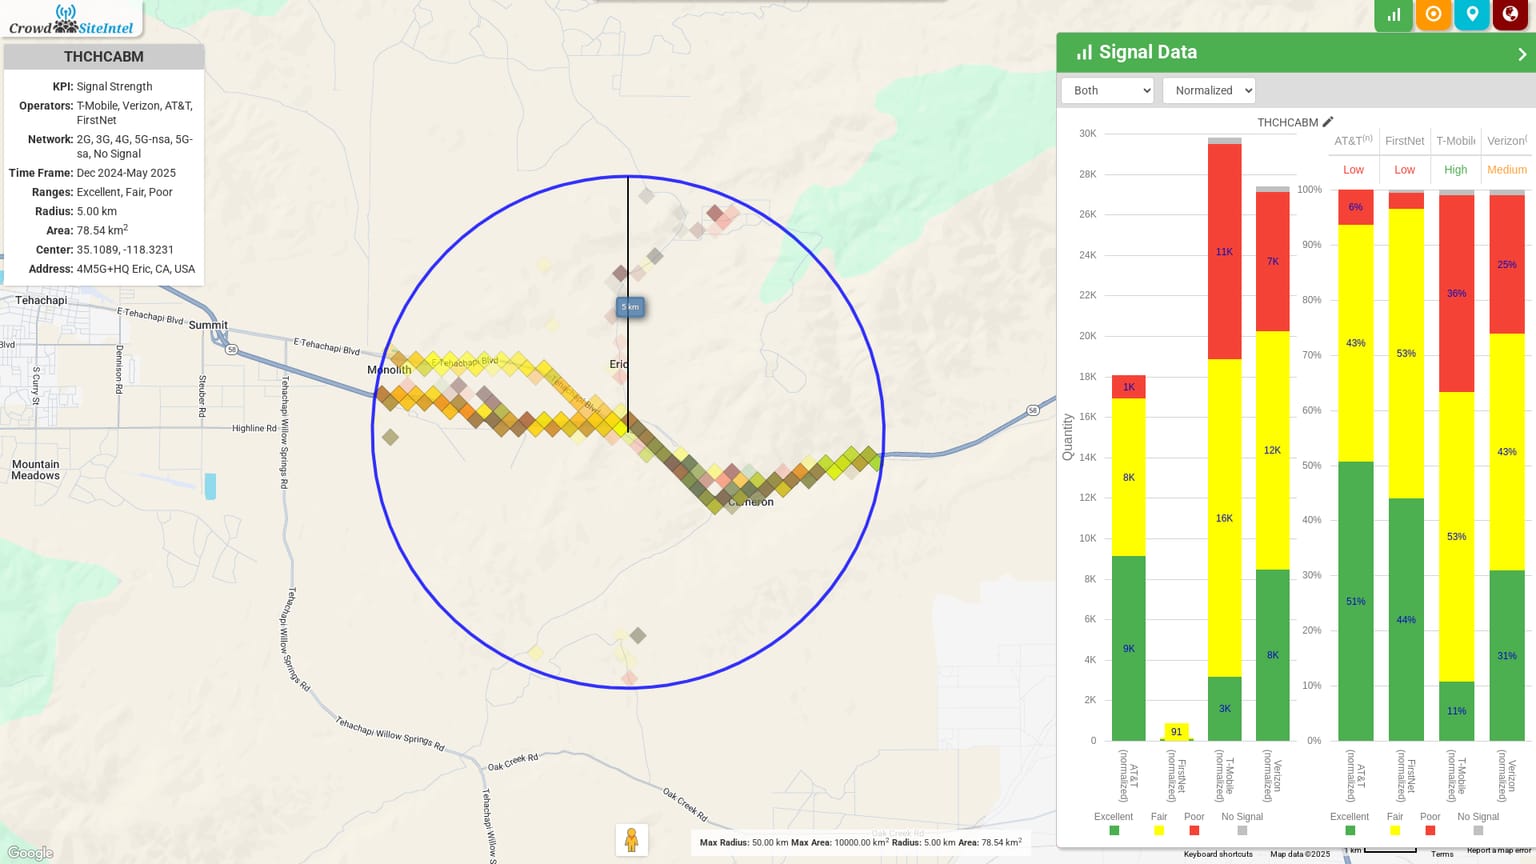 Crowd SiteIntel
THCHCABM
KPI: Signal Strength
Operators: T-Mobile, Verizon, AT&T,
FirstNet
Network: 2G, 3G, 4G, 5G-nsa, 5G-
sa, No Signal
Time Frame: Dec 2024-May 2025
Ranges: Excellent, Fair, Poor
Radius: 5.00 km
Area: 78.54 km²
Center: 35.1089, -118.3231
Address: 4M5G+HQ Eric, CA, USA
Tehachapi
E Tehachapi Blvd
Summit
58
E Tehachapi Blvd
Blvd
S Curry St
Dennison Rd
Steuber Rd
Tehachapi Willow Springs Rd
Highline Rd
Mountain
Meadows
Monolith
E Tehachapi Blvd
Tehachapi Blvd
Eric
5 km
Cameron
58
Tehachapi Willow Springs Rd
Tehachapi Willow Springs Rd
Oak Creek Rd
Oak Creek Rd
Oak Creek Rd
Tehachapi Willow S
Google
Max Radius: 50.00 km Max Area: 10000.00 km² Radius: 5.00 km Area: 78.54 km²
Signal Data
Both
Normalized
THCHCABM
AT&T(n)
FirstNet
T-Mobile
Verizon(
Low
Low
High
Medium
Quantity
30K
28K
26K
24K
22K
20K
18K
16K
14K
12K
10K
8K
6K
4K
2K
0
1K
8K
9K
91
11K
16K
3K
7K
12K
8K
AT&T
(normalized)
FirstNet
(normalized)
T-Mobile
(normalized)
Verizon
(normalized)
Excellent
Fair
Poor
No Signal
100%
90%
80%
70%
60%
50%
40%
30%
20%
10%
0%
6%
43%
51%
53%
44%
36%
53%
11%
25%
43%
31%
AT&T
(normalized)
FirstNet
(normalized)
T-Mobile
(normalized)
Verizon
(normalized)
Excellent
Fair
Poor
No Signal
Keyboard shortcuts
Map data ©2025
1 km
Terms
Report a map error